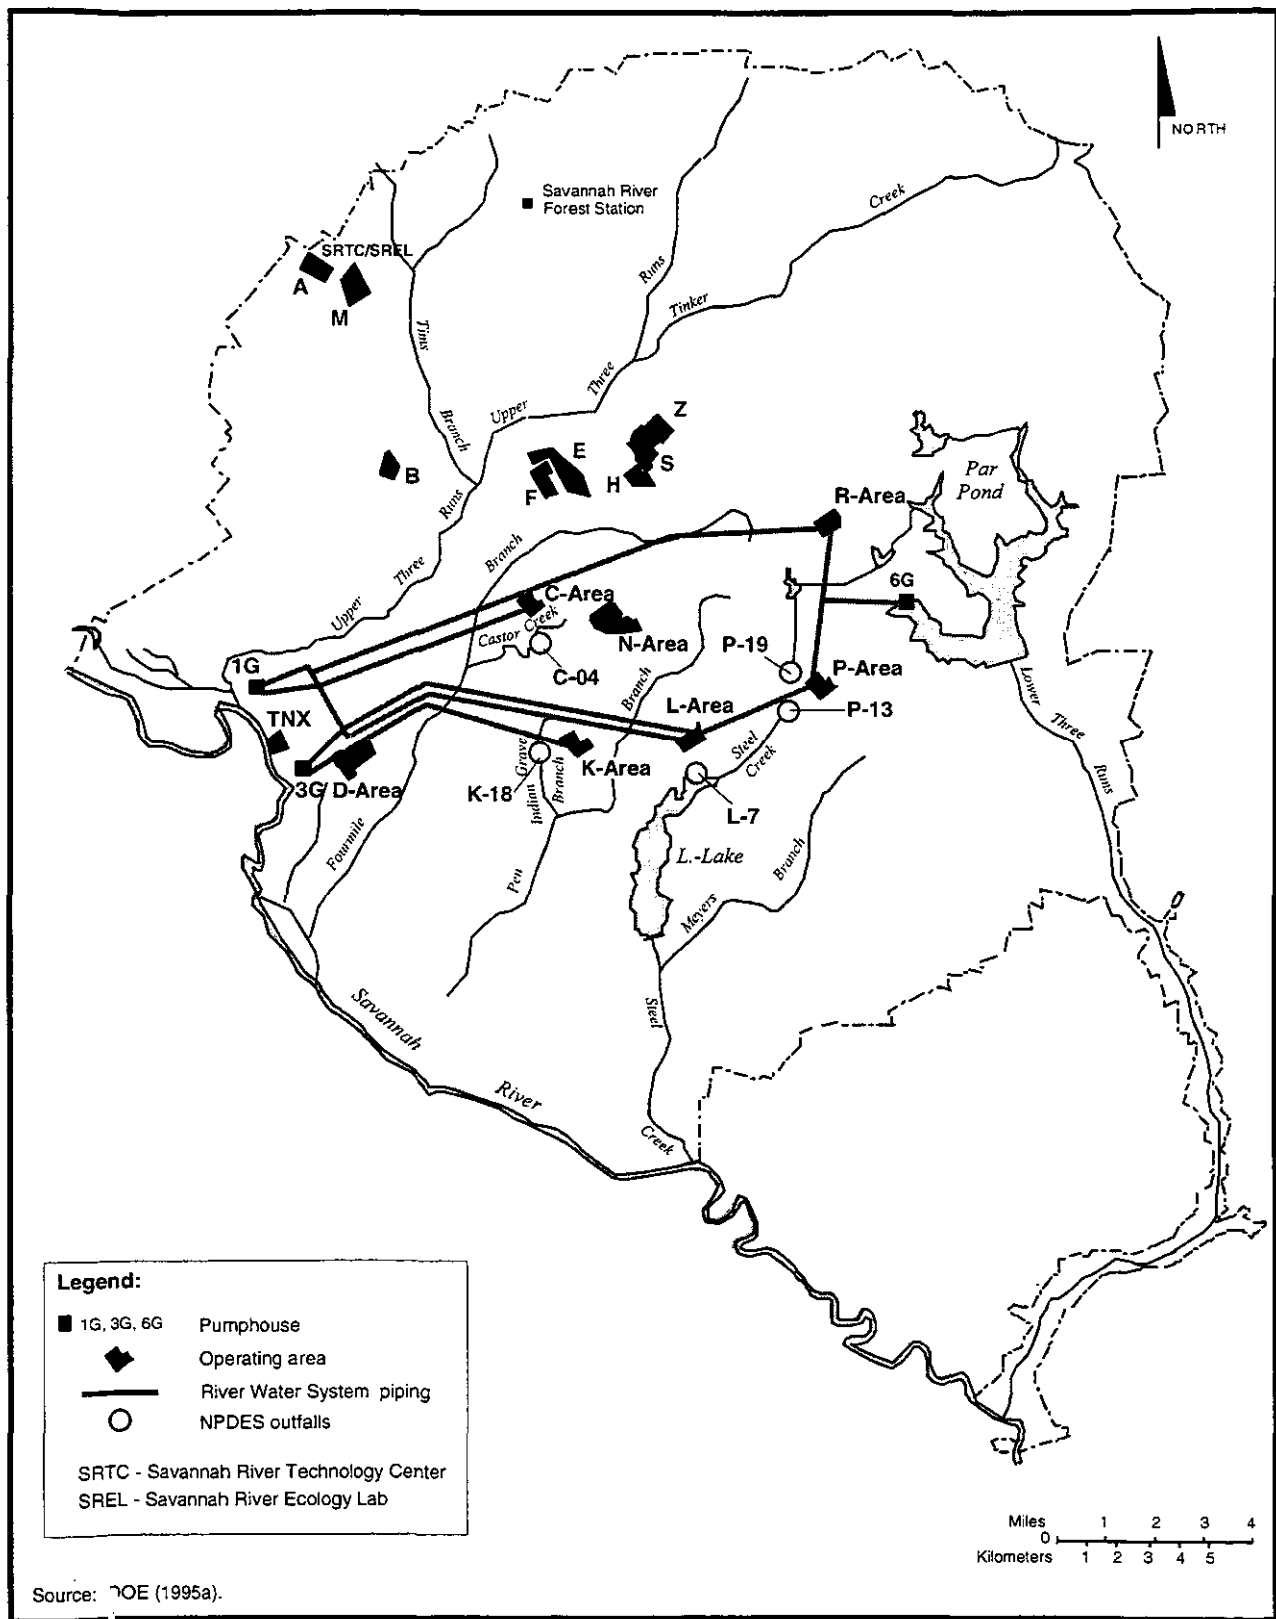 NORTH
Savannah River
Forest Station
Creek
SRTC/SREL
A
M
Runs
Tinker
Tims
Three
Upper
Branch
Z
E
S
B
F
H
Par
Pond
Runs
R-Area
Branch
Three
6G
C-Area
Upper
Castor Creek
N-Area
P-19
1G
C-04
P-Area
Branch
Lower
L-Area
P-13
TNX
Three
Steel
Creek
Grave
K-Area
Runs
3G
D-Area
K-18
Indian
Branch
L-7
Fourmile
L.-Lake
Branch
Pen
Meyers
Savannah
Steel
River
Creek
Legend:
1G, 3G, 6G Pumphouse
Operating area
River Water System piping
NPDES outfalls
SRTC - Savannah River Technology Center
SREL - Savannah River Ecology Lab
Miles 1 2 3 4
0
Kilometers 1 2 3 4 5
Source: DOE (1995a).